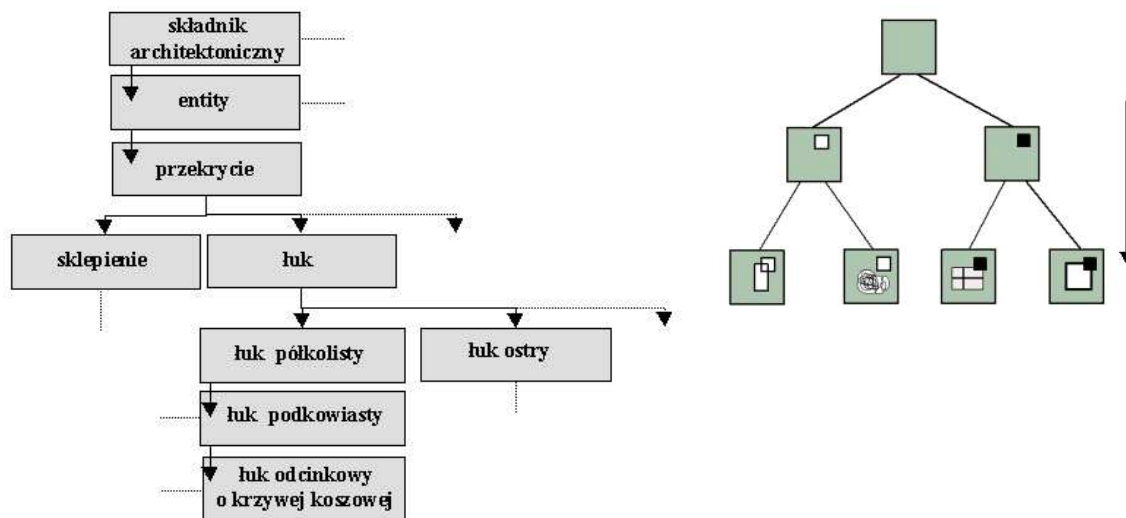 składnik
architektoniczny
entity
przekrycie
sklepienie
łuk
łuk półkolisty
łuk ostry
łuk podkowiasty
łuk odcinkowy
o krzywej koszowej